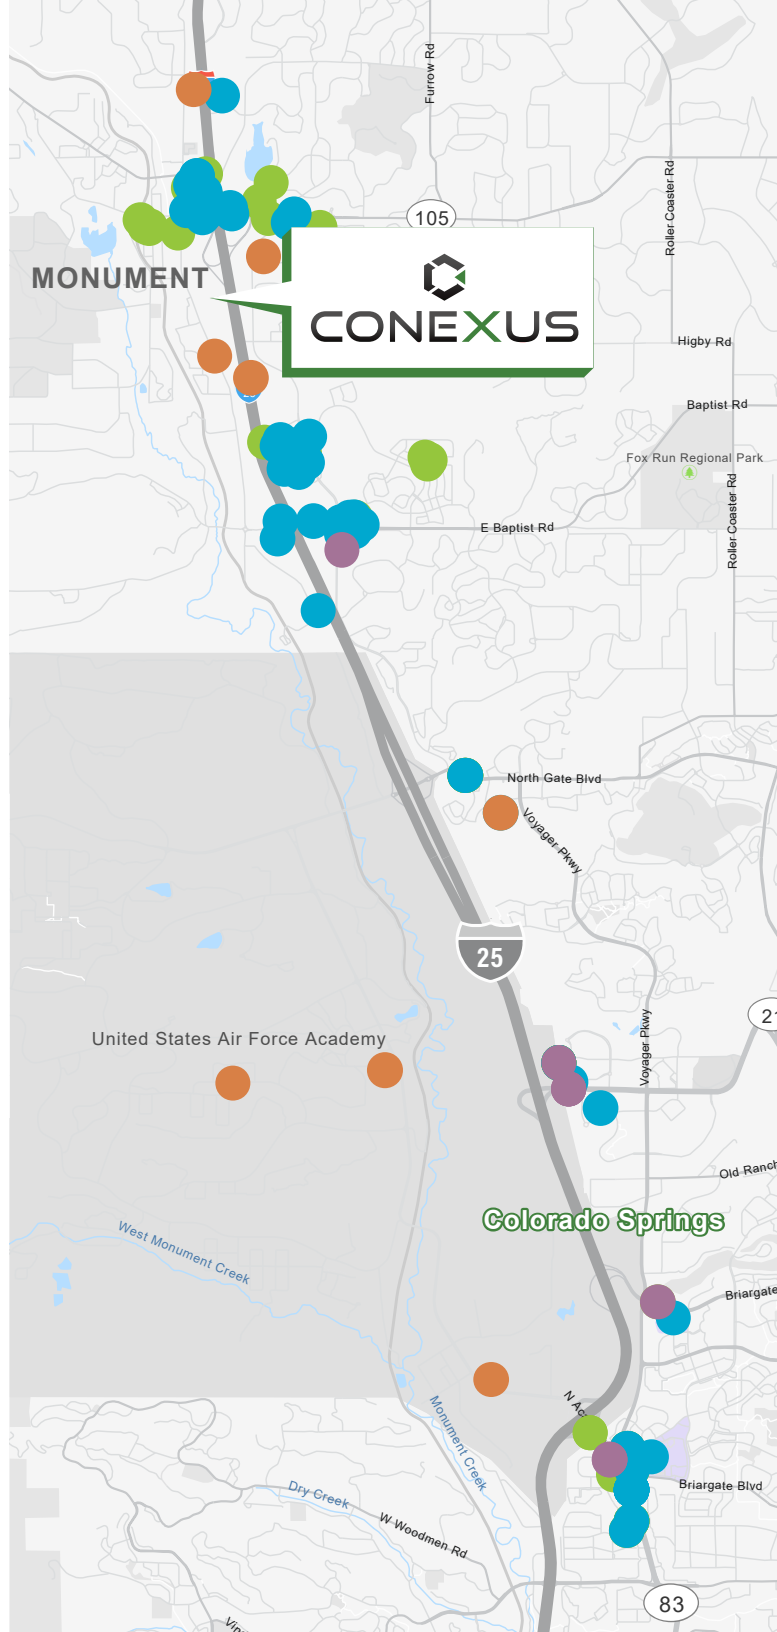 Furrow Rd
Roller Coaster Rd
105
MONUMENT
CONEXUS
Higby Rd
Baptist Rd
Fox Run Regional Park
Roller Coaster Rd
E Baptist Rd
North Gate Blvd
Voyager Pkwy
25
21
Voyager Pkwy
United States Air Force Academy
Old Ranch
Colorado Springs
West Monument Creek
Briargate
N Ac
Monument Creek
Briargate Blvd
Dry Creek
W Woodmen Rd
83